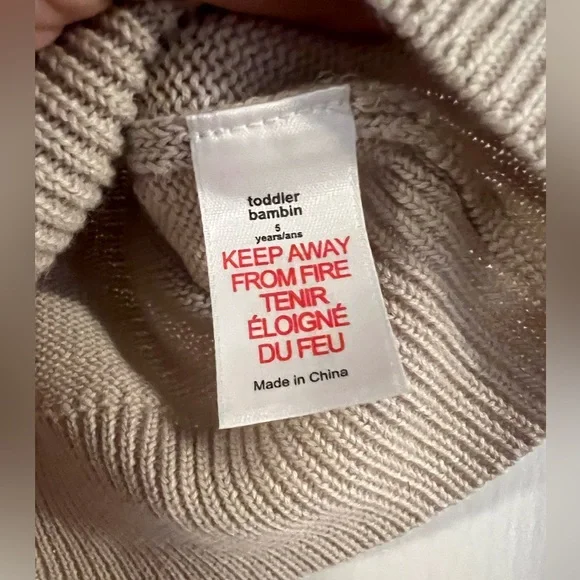 toddler
bambin
5
years/ans
KEEP AWAY
FROM FIRE
TENIR
ÉLOIGNÉ
DU FEU
Made in China